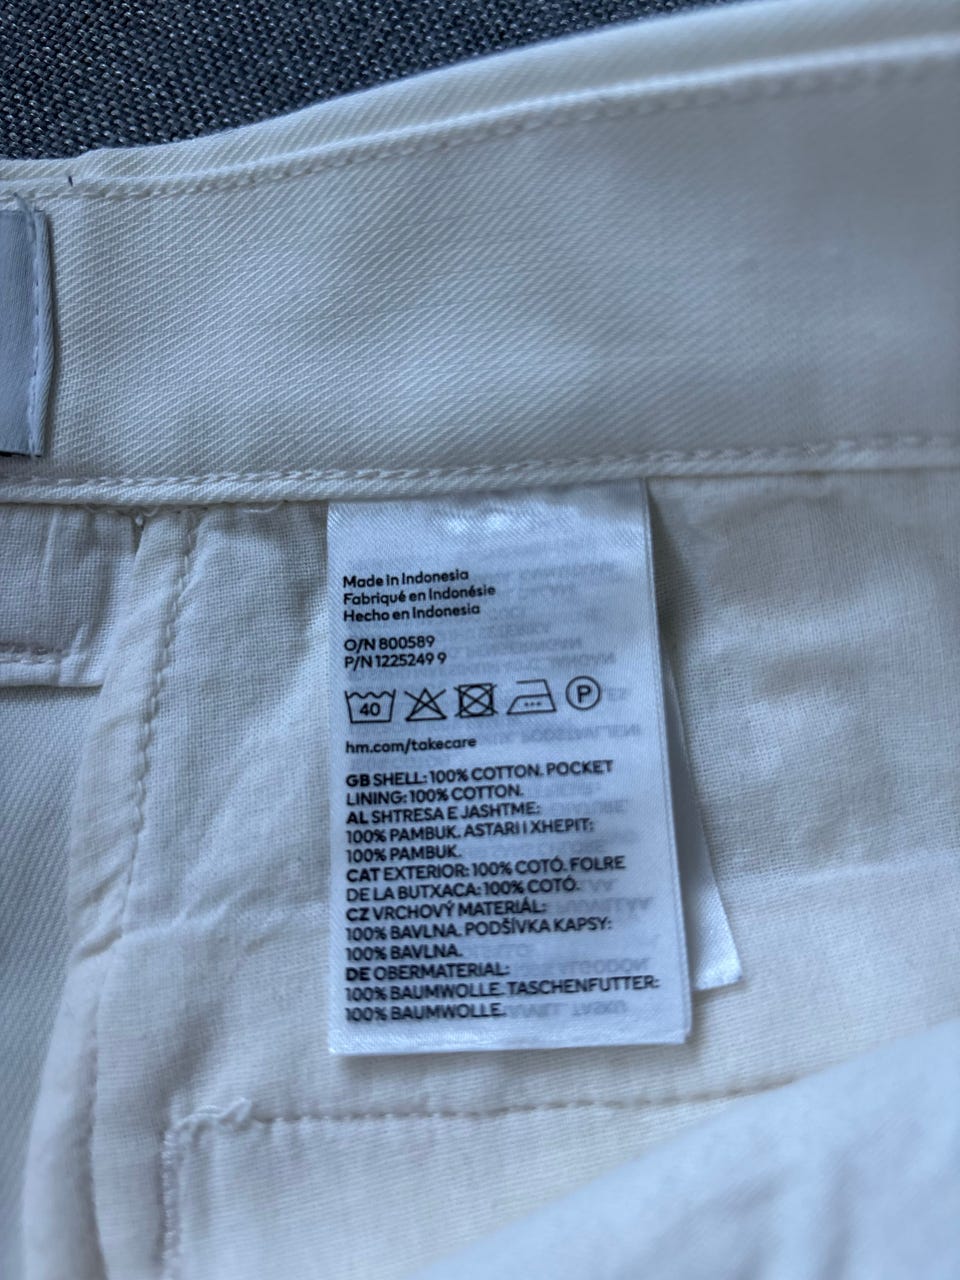 Made in Indonesia
Fabriqué en Indonésie
Hecho en Indonesia
O/N 800589
P/N 1225249 9
40 P
hm.com/takecare
GB SHELL: 100% COTTON. POCKET
LINING: 100% COTTON.
AL SHTRESA E JASHTME:
100% PAMBUK. ASTARI I XHEPIT:
100% PAMBUK.
CAT EXTERIOR: 100% COTÓ. FOLRE
DE LA BUTXACA: 100% COTÓ.
CZ VRCHOVÝ MATERIÁL:
100% BAVLNA. PODŠÍVKA KAPSY:
100% BAVLNA.
DE OBERMATERIAL:
100% BAUMWOLLE. TASCHENFUTTER:
100% BAUMWOLLE.